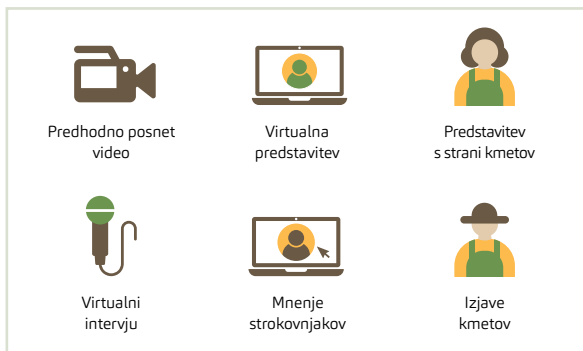 Predhodno posnet
video
Virtualna
predstavitev
Predstavitev
s strani kmetov
Virtualni
intervju
Mnenje
strokovnjakov
Izjave
kmetov